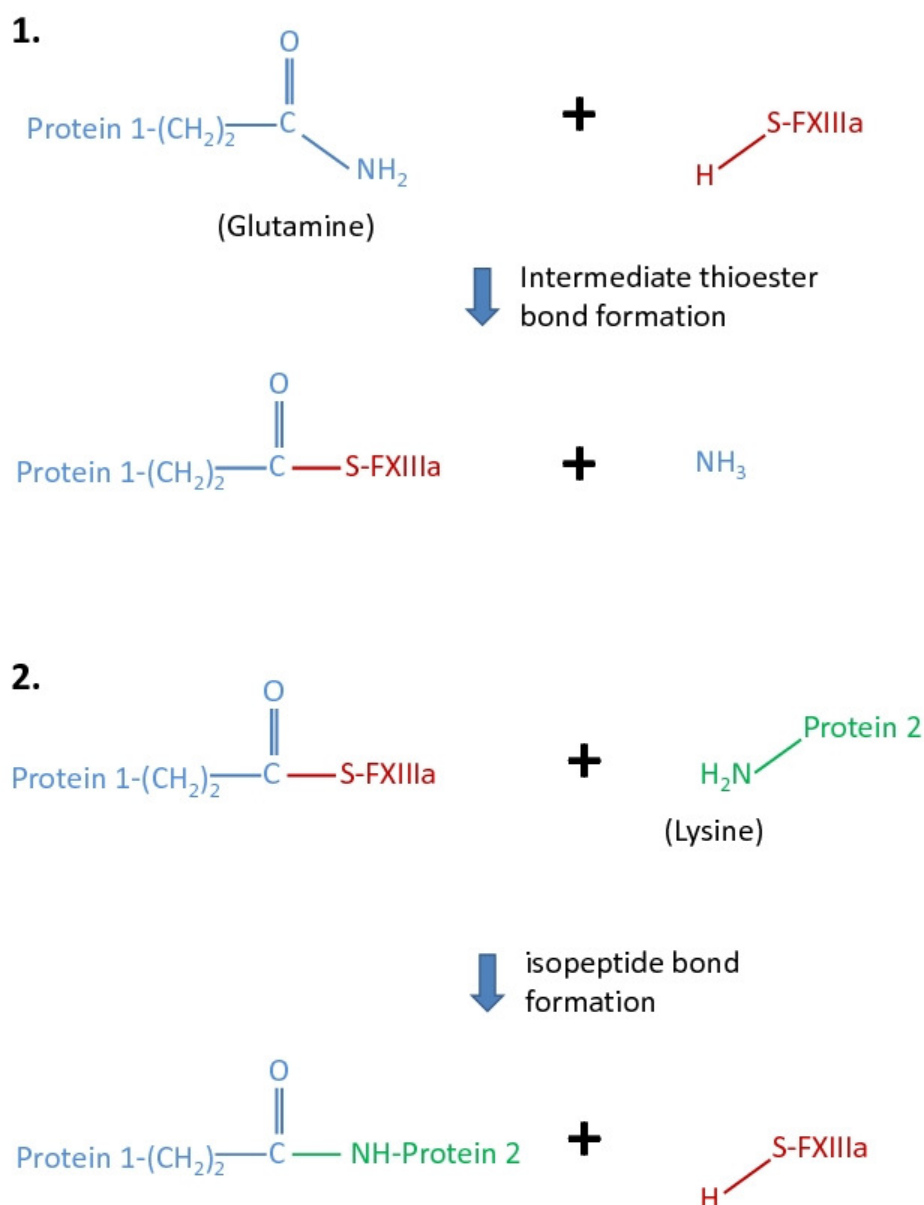 1.
O
Protein 1-(CH₂)₂ C + S-FXIIIa
NH₂ H
(Glutamine)
Intermediate thioester
bond formation
O
Protein 1-(CH₂)₂ C S-FXIIIa + NH₃
2.
O
Protein 2
Protein 1-(CH₂)₂ C S-FXIIIa + H₂N
(Lysine)
isopeptide bond
formation
O
Protein 1-(CH₂)₂ C NH-Protein 2 + S-FXIIIa
H